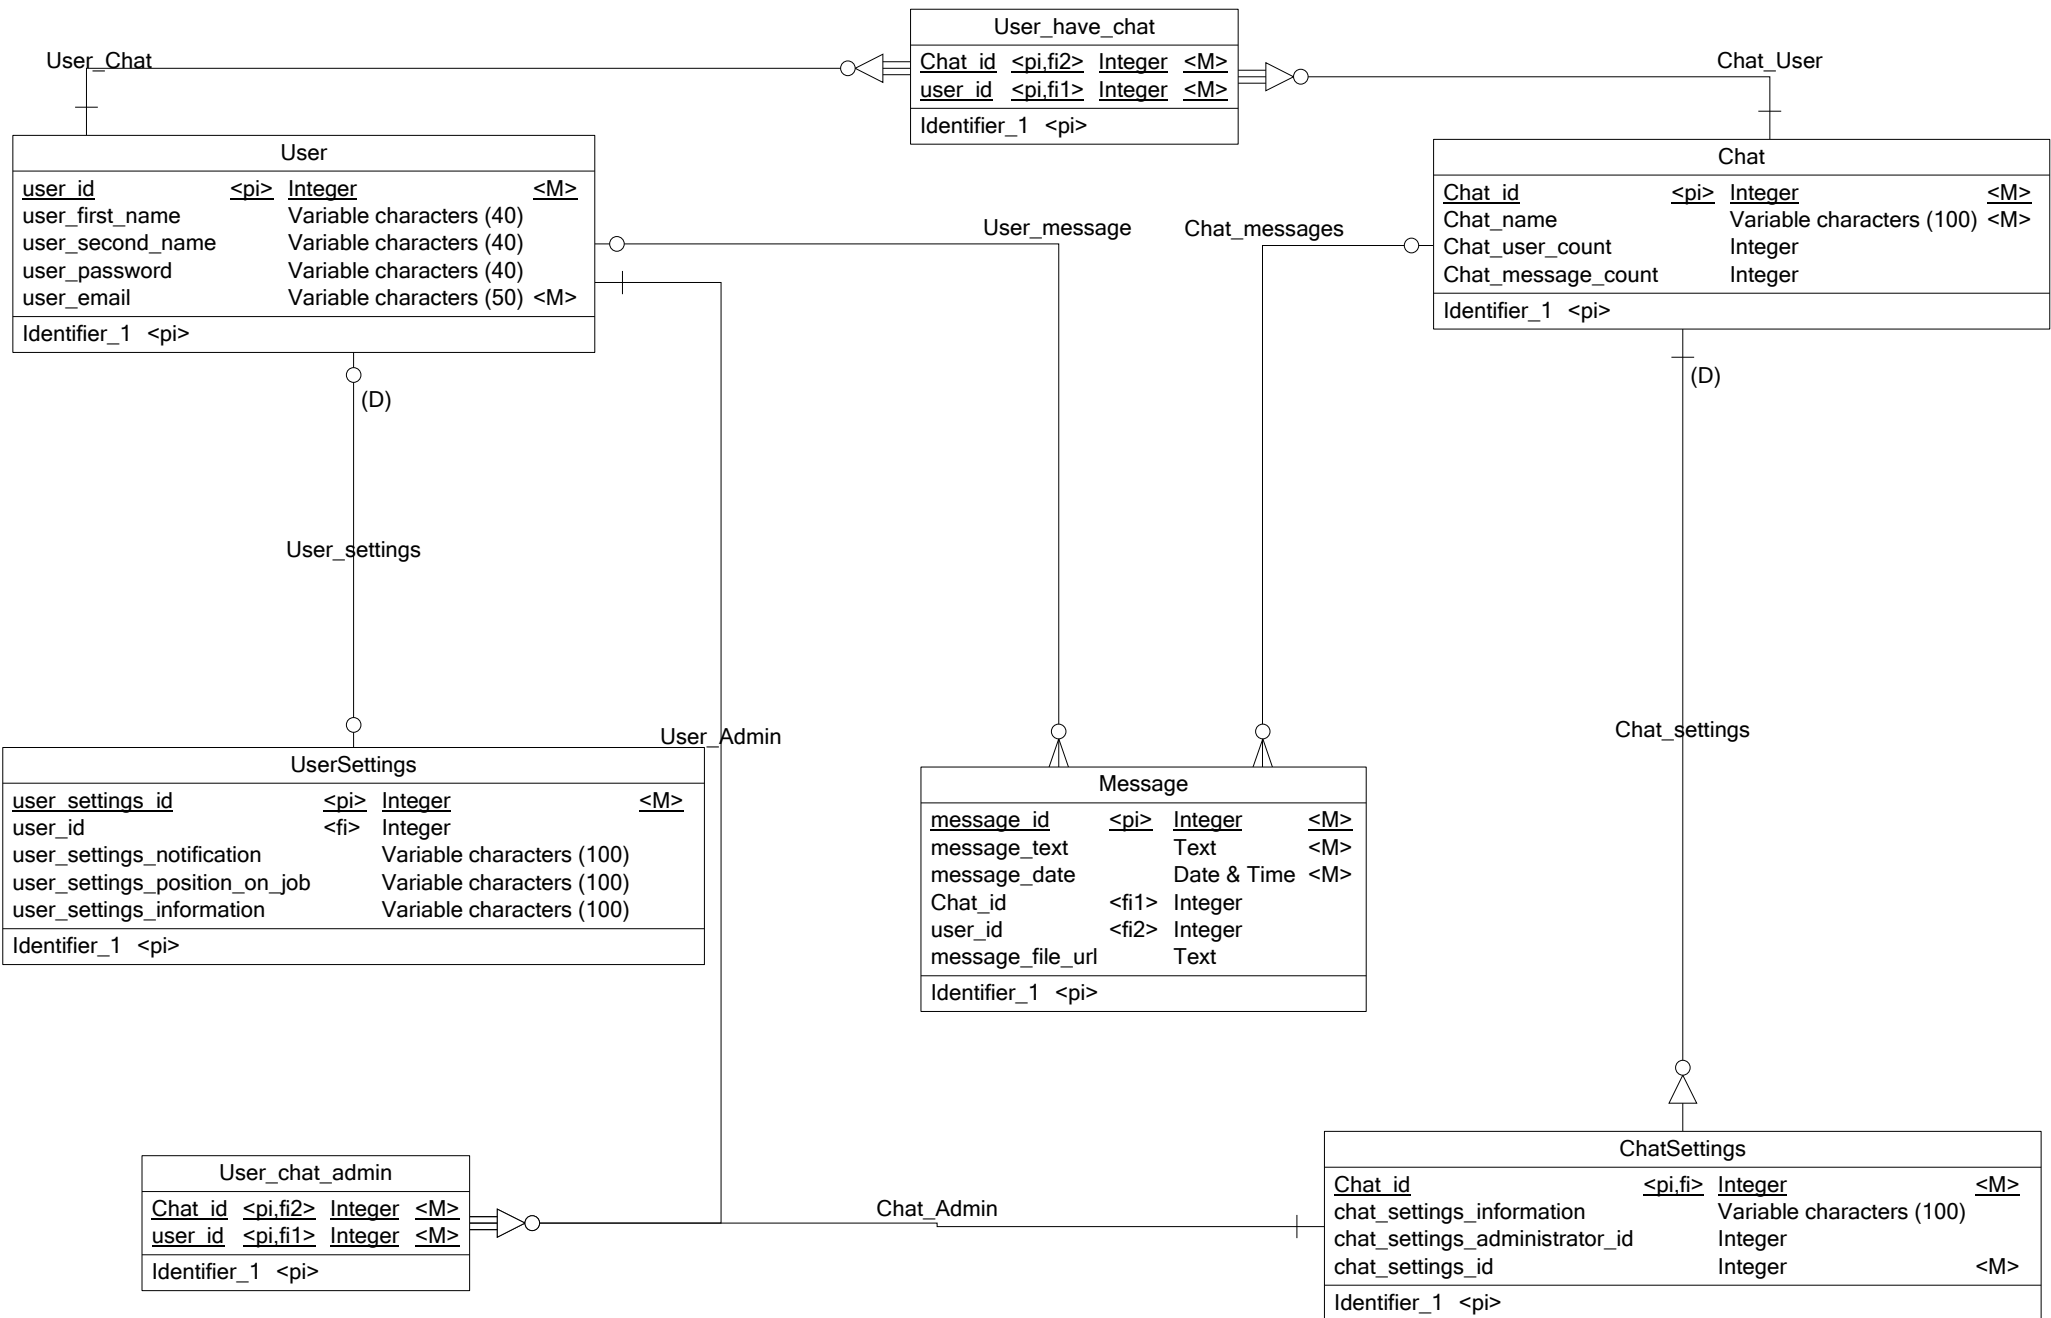 User_have_chat
Chat_id <pi,fi2> Integer <M>
user_id <pi,fi1> Integer <M>
Identifier_1 <pi>
User_Chat
Chat_User
User
user_id <pi> Integer <M>
user_first_name Variable characters (40)
user_second_name Variable characters (40)
user_password Variable characters (40)
user_email Variable characters (50) <M>
Identifier_1 <pi>
Chat
Chat_id <pi> Integer <M>
Chat_name Variable characters (100) <M>
Chat_user_count Integer
Chat_message_count Integer
Identifier_1 <pi>
User_message
Chat_messages
(D)
(D)
User_settings
User_Admin
Chat_settings
UserSettings
user_settings_id <pi> Integer <M>
user_id <fi> Integer
user_settings_notification Variable characters (100)
user_settings_position_on_job Variable characters (100)
user_settings_information Variable characters (100)
Identifier_1 <pi>
Message
message_id <pi> Integer <M>
message_text Text <M>
message_date Date & Time <M>
Chat_id <fi1> Integer
user_id <fi2> Integer
message_file_url Text
Identifier_1 <pi>
User_chat_admin
Chat_id <pi,fi2> Integer <M>
user_id <pi,fi1> Integer <M>
Identifier_1 <pi>
Chat_Admin
ChatSettings
Chat_id <pi,fi> Integer <M>
chat_settings_information Variable characters (100)
chat_settings_administrator_id Integer
chat_settings_id Integer <M>
Identifier_1 <pi>